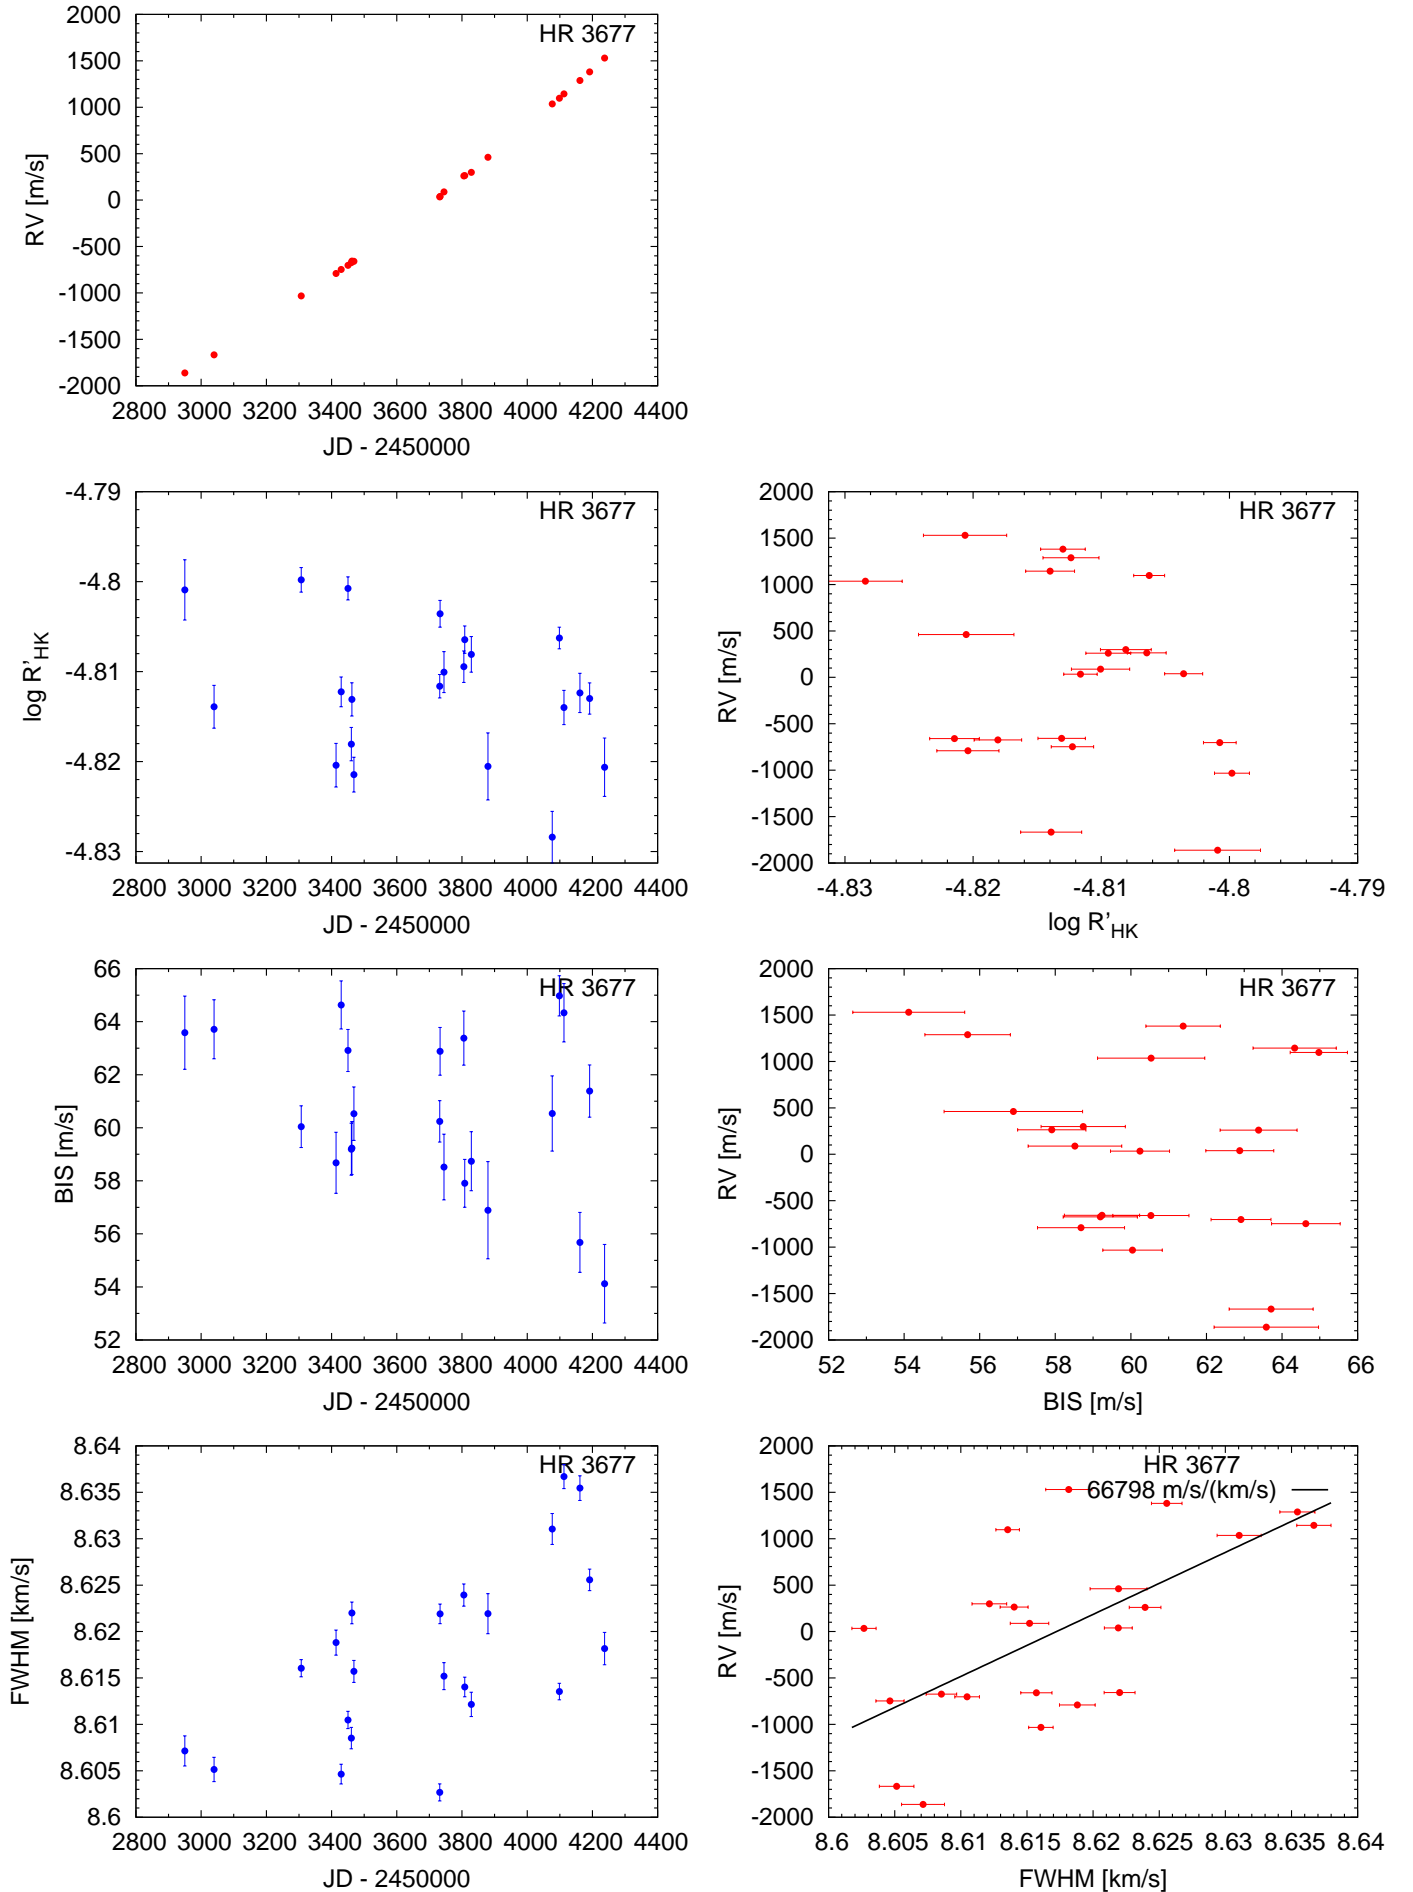 2000
1500
1000
500
0
-500
-1000
-1500
-2000
RV [m/s]
HR 3677
2800 3000 3200 3400 3600 3800 4000 4200 4400
JD - 2450000
-4.79
-4.8
-4.81
-4.82
-4.83
log R'HK
HR 3677
2800 3000 3200 3400 3600 3800 4000 4200 4400
JD - 2450000
2000
1500
1000
500
0
-500
-1000
-1500
-2000
RV [m/s]
HR 3677
-4.83 -4.82 -4.81 -4.8 -4.79
log R'HK
66
64
62
60
58
56
54
52
BIS [m/s]
HR 3677
2800 3000 3200 3400 3600 3800 4000 4200 4400
JD - 2450000
2000
1500
1000
500
0
-500
-1000
-1500
-2000
RV [m/s]
HR 3677
52 54 56 58 60 62 64 66
BIS [m/s]
8.64
8.635
8.63
8.625
8.62
8.615
8.61
8.605
8.6
FWHM [km/s]
HR 3677
2800 3000 3200 3400 3600 3800 4000 4200 4400
JD - 2450000
2000
1500
1000
500
0
-500
-1000
-1500
-2000
RV [m/s]
HR 3677
66798 m/s/(km/s)
8.6 8.605 8.61 8.615 8.62 8.625 8.63 8.635 8.64
FWHM [km/s]